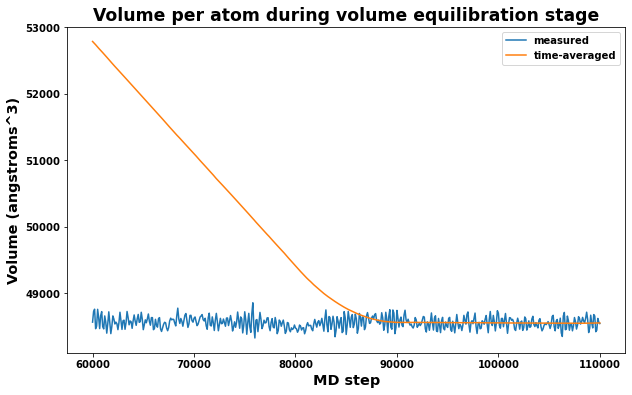 Volume per atom during volume equilibration stage
measured
time-averaged
Volume (angstroms^3)
53000
52000
51000
50000
49000
60000
70000
80000
90000
100000
110000
MD step